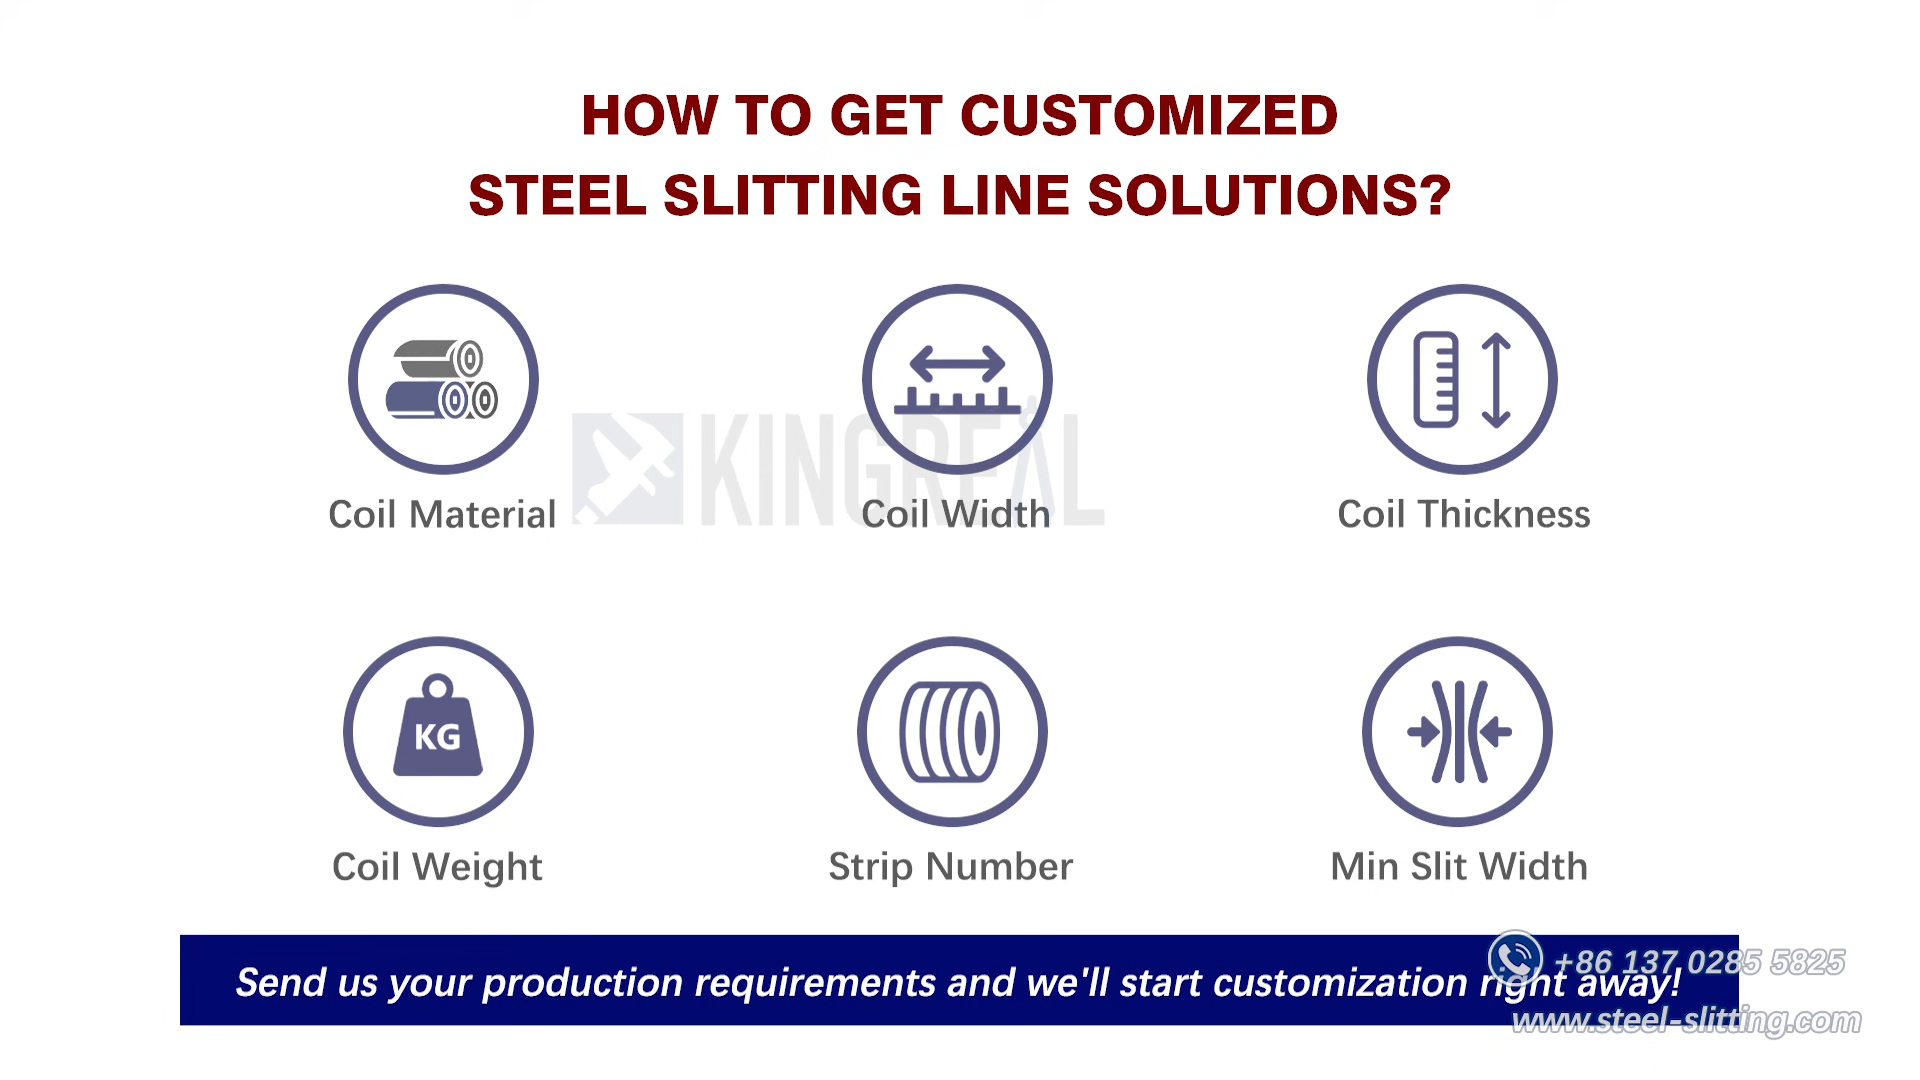 HOW TO GET CUSTOMIZED
STEEL SLITTING LINE SOLUTIONS?
KINGREAL
Coil Material
Coil Width
Coil Thickness
KG
Coil Weight
Strip Number
Min Slit Width
Send us your production requirements and we'll start customization right away!
+86 137 0285 5825
www.steel-slitting.com